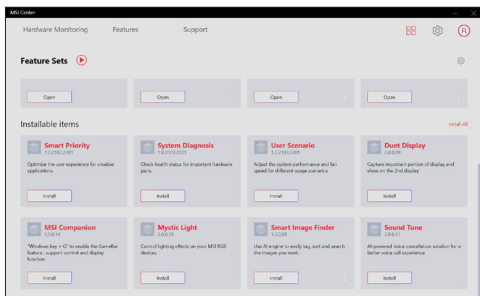 MSI Center
Hardware Monitoring
Features
Support
Feature Sets
Open
Open
Open
Open
Installable items
Install All
Smart Priority
System Diagnosis
User Scenario
Duet Display
Optimize the user experience for creative
applications.
Check health status for important hardware
parts.
Adjust the system performance and fan
speed for different usage scenarios
Capture important portion of display and
show on the 2nd display
Install
Install
Install
Install
MSI Companion
Mystic Light
Smart Image Finder
Sound Tune
"Windows key + G" to enable the GameBar
feature, support control and display
function.
Control lighting effects on your MSI RGB
devices.
Use AI engine to easily tag, sort and search
the images you want.
AI-powered voice cancellation solution for a
better voice call experience
Install
Install
Install
Install